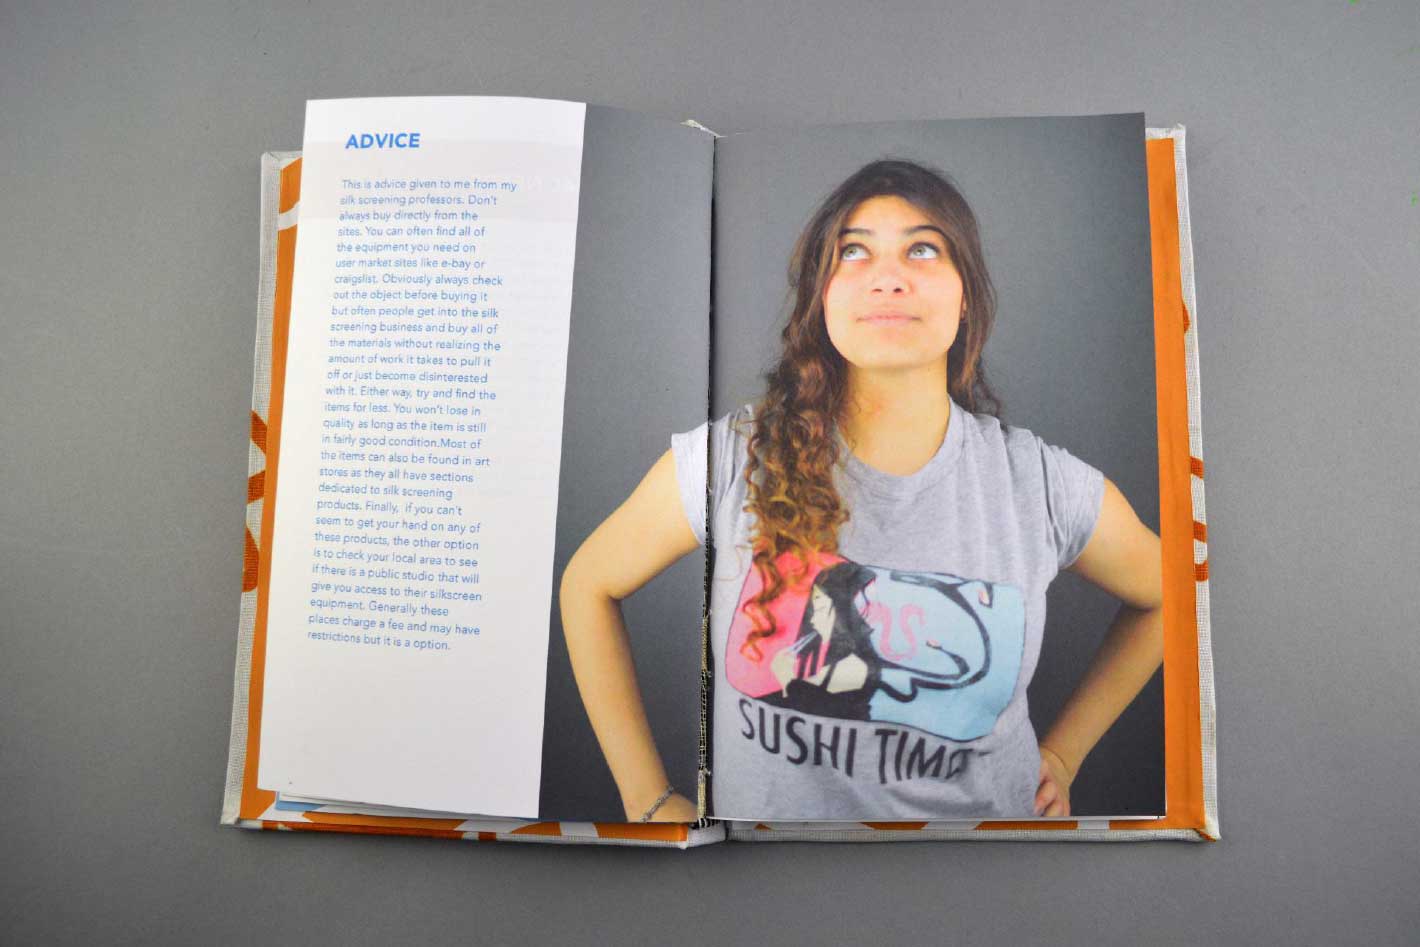 ADVICE
This is advice given to me from my
silk screening professors. Don't
always buy directly from the
sites. You can often find all of
the equipment you need on
user market sites like e-bay or
craigslist. Obviously always check
out the object before buying it
but often people get into the silk
screening business and buy all of
the materials without realizing the
amount of work it takes to pull it
off or just become disinterested
with it. Either way, try and find the
items for less. You won't lose in
quality as long as the item is still
in fairly good condition.Most of
the items can also be found in art
stores as they all have sections
dedicated to silk screening
products. Finally, if you can't
seem to get your hand on any of
these products, the other option
is to check your local area to see
if there is a public studio that will
give you access to their silkscreen
equipment. Generally these
places charge a fee and may have
restrictions but it is a option.
SUSHI TIME